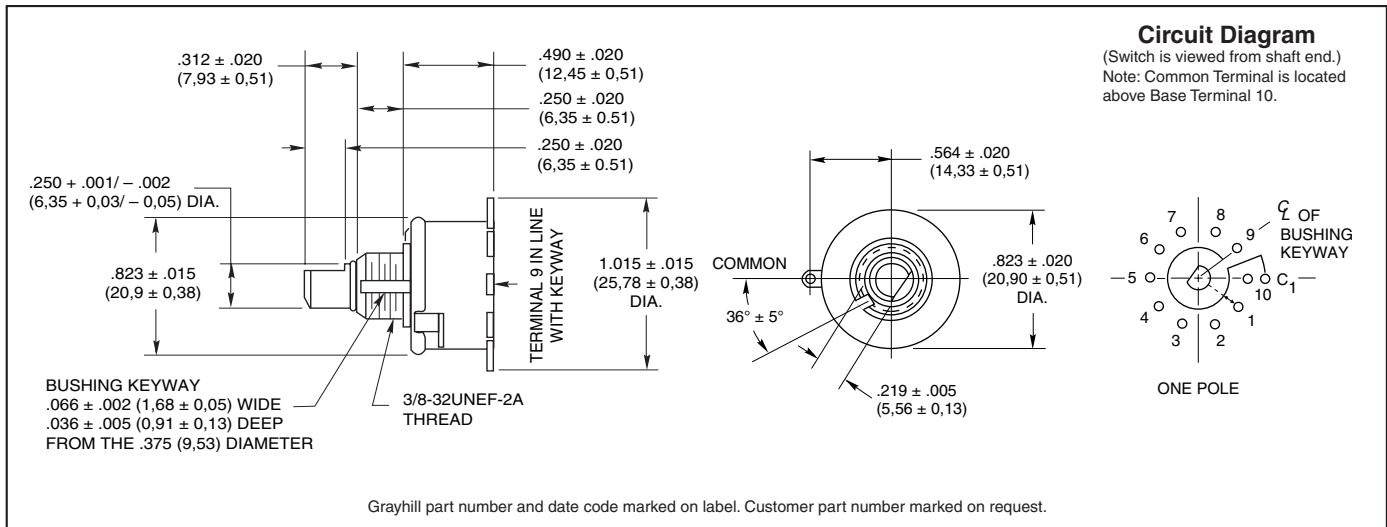 Circuit Diagram
(Switch is viewed from shaft end.)
Note: Common Terminal is located
above Base Terminal 10.
.312 ± .020
(7,93 ± 0,51)
.490 ± .020
(12,45 ± 0,51)
.250 ± .020
(6,35 ± 0.51)
.250 ± .020
(6,35 ± 0.51)
.250 + .001/ – .002
(6,35 + 0,03/ – 0,05) DIA.
.823 ± .015
(20,9 ± 0,38)
TERMINAL 9 IN LINE
WITH KEYWAY
1.015 ± .015
(25,78 ± 0,38)
DIA.
BUSHING KEYWAY
.066 ± .002 (1,68 ± 0,05) WIDE
.036 ± .005 (0,91 ± 0,13) DEEP
FROM THE .375 (9,53) DIAMETER
3/8-32UNEF-2A
THREAD
.564 ± .020
(14,33 ± 0,51)
COMMON
36° ± 5°
.823 ± .020
(20,90 ± 0,51)
DIA.
.219 ± .005
(5,56 ± 0,13)
℄ OF
BUSHING
KEYWAY
7
8
6
9
5
10
C1
4
1
3
2
ONE POLE
Grayhill part number and date code marked on label. Customer part number marked on request.